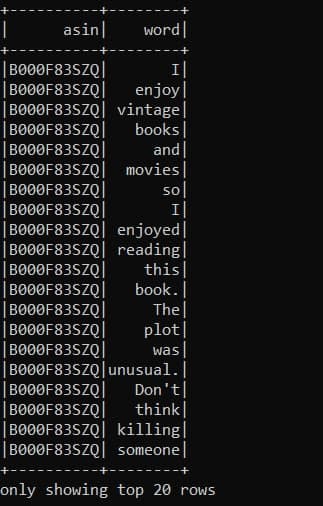 +----------+--------+
|      asin|    word|
+----------+--------+
|B000F83SZQ|       I|
|B000F83SZQ|   enjoy|
|B000F83SZQ| vintage|
|B000F83SZQ|   books|
|B000F83SZQ|     and|
|B000F83SZQ|  movies|
|B000F83SZQ|      so|
|B000F83SZQ|       I|
|B000F83SZQ| enjoyed|
|B000F83SZQ| reading|
|B000F83SZQ|    this|
|B000F83SZQ|   book.|
|B000F83SZQ|     The|
|B000F83SZQ|    plot|
|B000F83SZQ|     was|
|B000F83SZQ|unusual.|
|B000F83SZQ|   Don't|
|B000F83SZQ|   think|
|B000F83SZQ| killing|
|B000F83SZQ| someone|
+----------+--------+
only showing top 20 rows